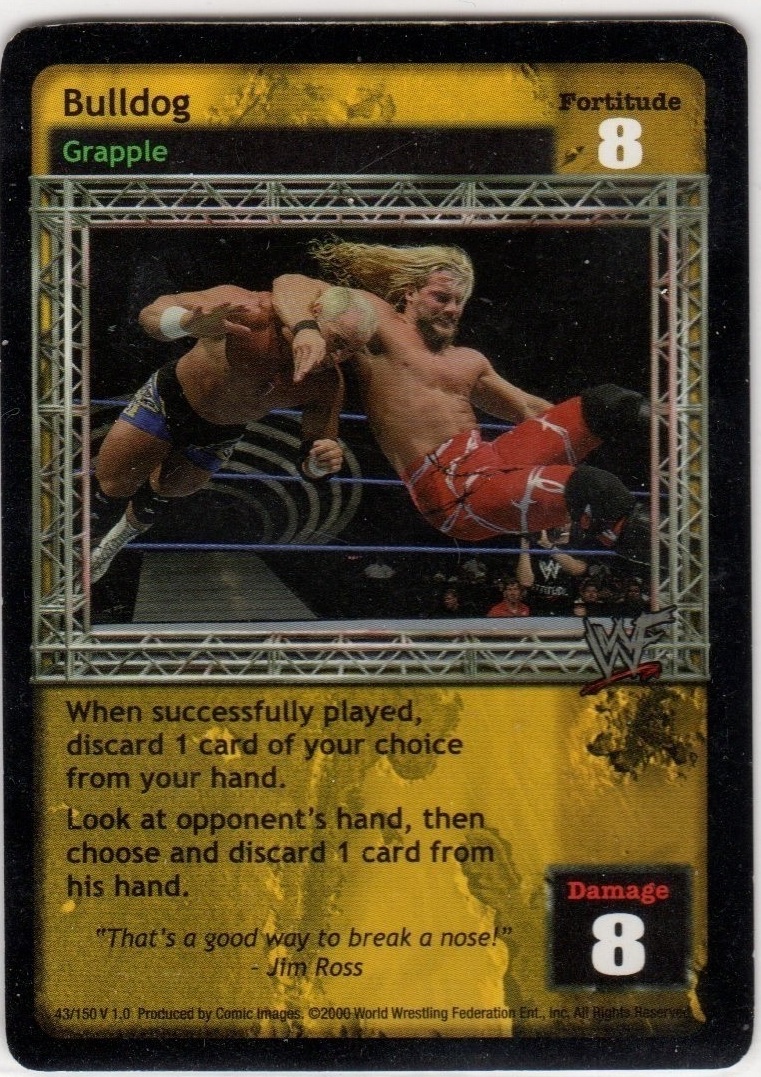 Bulldog
Fortitude
8
Grapple
W
WF
When successfully played,
discard 1 card of your choice
from your hand.
Look at opponent's hand, then
choose and discard 1 card from
his hand.
Damage
8
"That's a good way to break a nose!"
- Jim Ross
43/150 V 1.0 Produced by Comic Images. ©2000 World Wrestling Federation Ent., Inc. All Rights Reserved